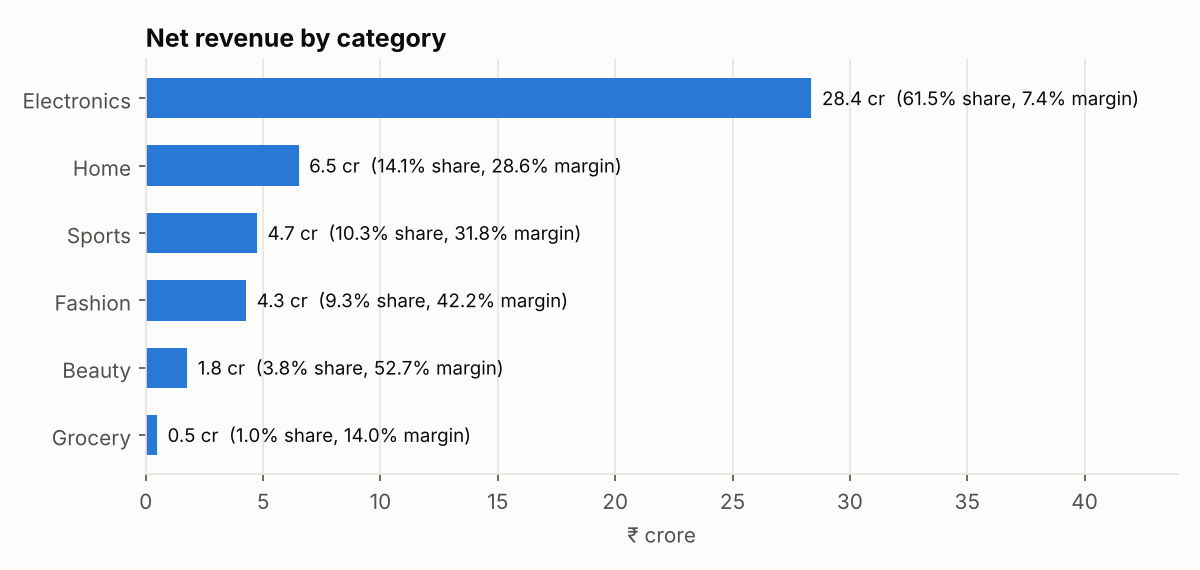 Net revenue by category
Electronics 28.4 cr (61.5% share, 7.4% margin)
Home 6.5 cr (14.1% share, 28.6% margin)
Sports 4.7 cr (10.3% share, 31.8% margin)
Fashion 4.3 cr (9.3% share, 42.2% margin)
Beauty 1.8 cr (3.8% share, 52.7% margin)
Grocery 0.5 cr (1.0% share, 14.0% margin)
0 5 10 15 20 25 30 35 40
₹ crore